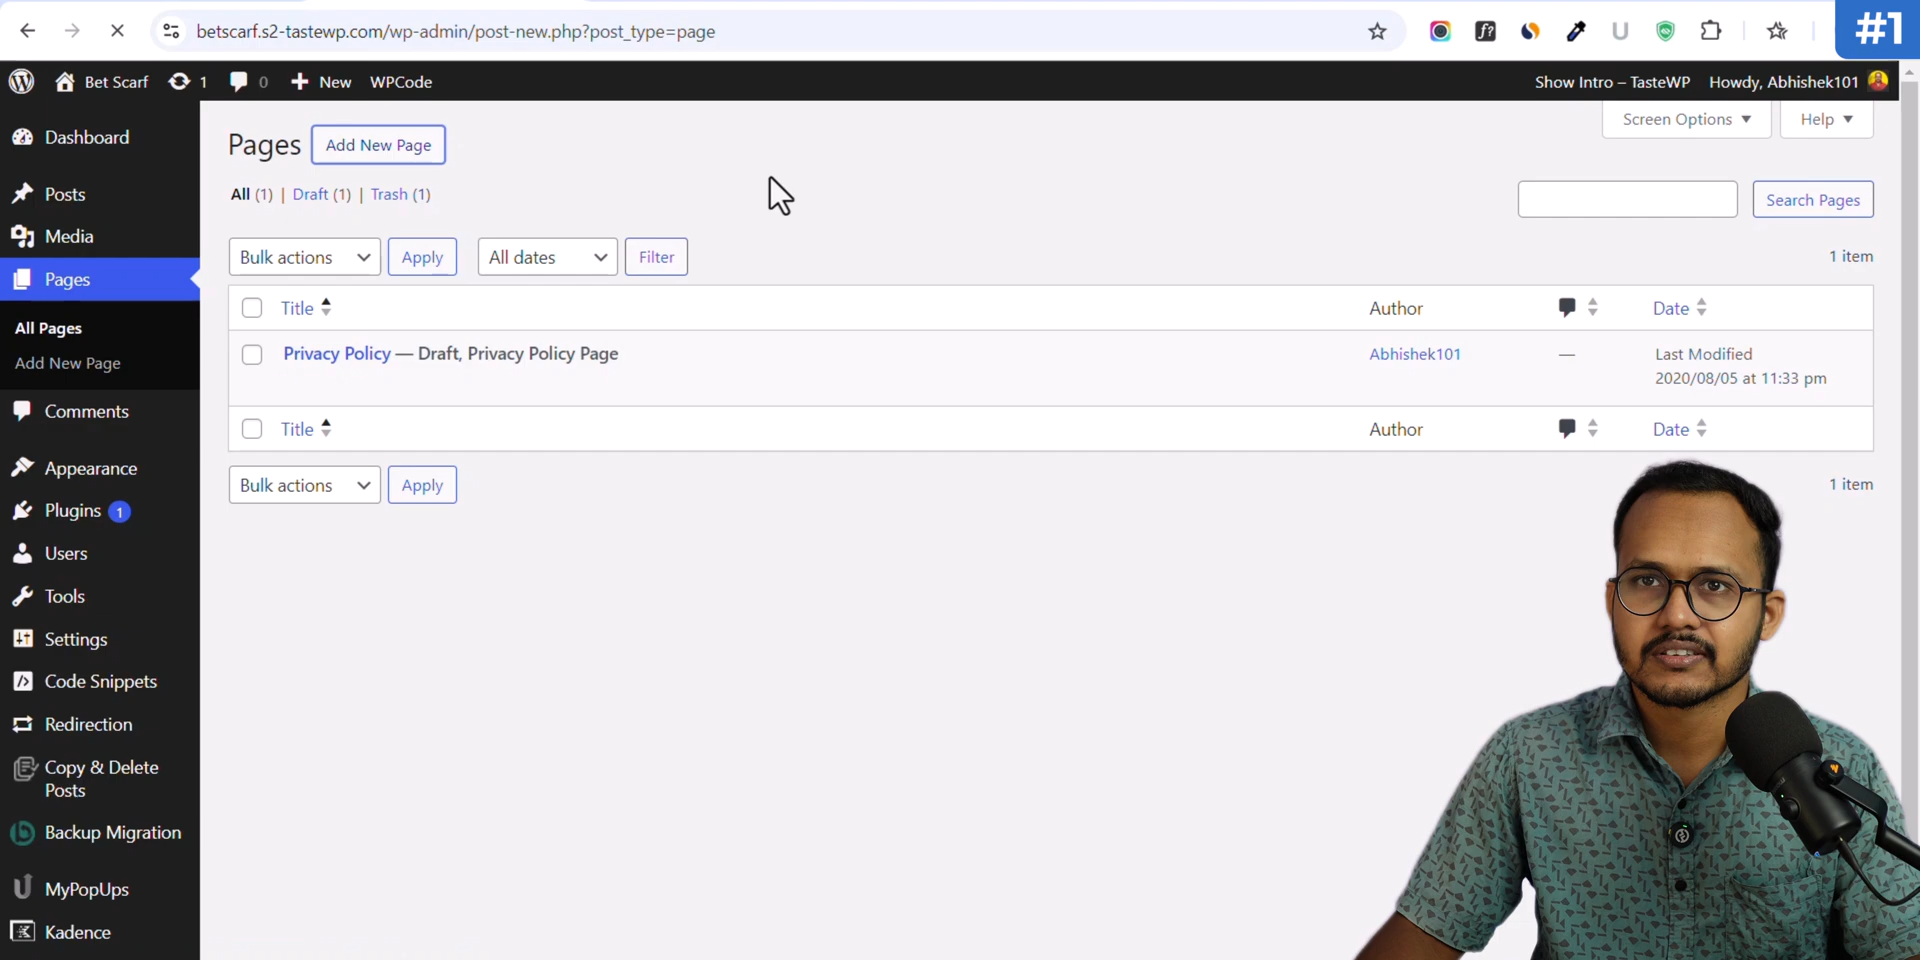 betscarf.s2-tastewp.com/wp-admin/post-new.php?post_type=page
#1
Bet Scarf 1 0 New WPCode
Show Intro – TasteWP Howdy, Abhishek101
Dashboard
Posts
Media
Pages
All Pages
Add New Page
Comments
Appearance
Plugins 1
Users
Tools
Settings
Code Snippets
Redirection
Copy & Delete
Posts
Backup Migration
MyPopUps
Kadence
Screen Options Help
Pages Add New Page
All (1) | Draft (1) | Trash (1)
Search Pages
Bulk actions Apply All dates Filter
1 item
Title Author Date
Privacy Policy — Draft, Privacy Policy Page Abhishek101 — Last Modified
2020/08/05 at 11:33 pm
Title Author Date
Bulk actions Apply
1 item